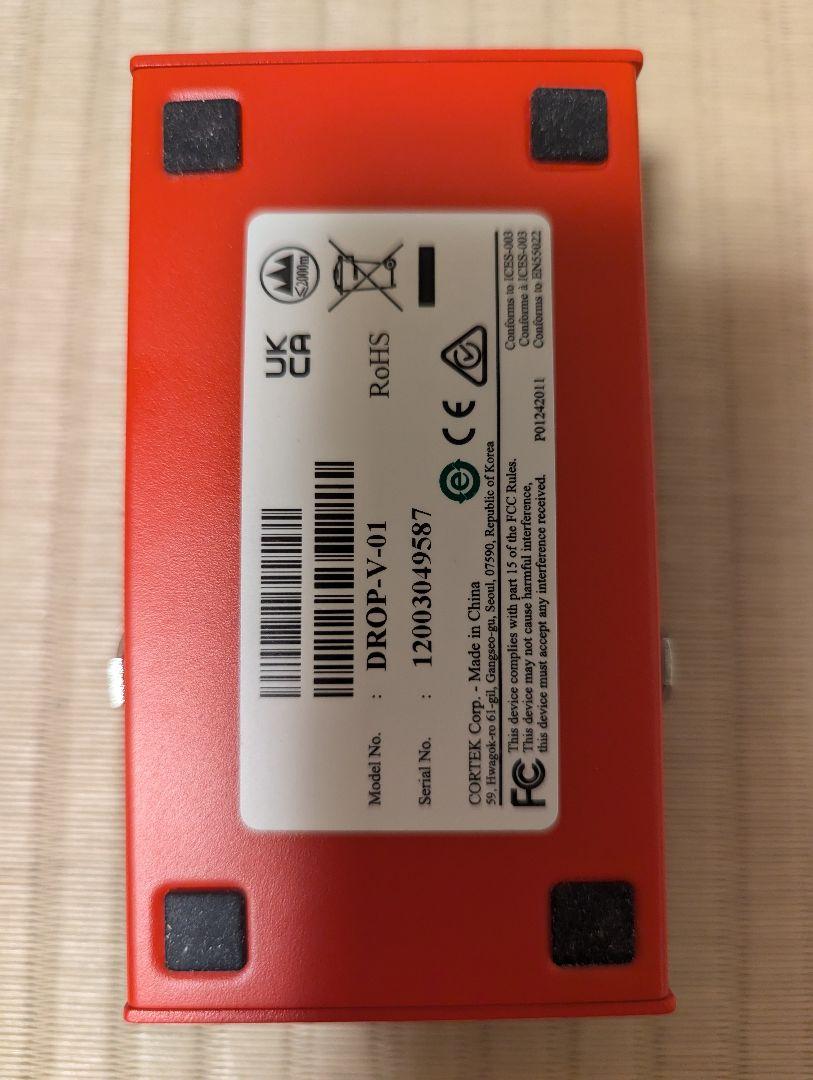 ≤2000m
UK
CA
Model No. : DROP-V-01
RoHS
Serial No. : 12003049587
CORTEK Corp. - Made in China
59, Hwagok-ro 61-gil, Gangseo-gu, Seoul, 07590, Republic of Korea
e
CE
FC
This device complies with part 15 of the FCC Rules.
This device may not cause harmful interference,
this device must accept any interference received.
P01242011
Conforms to ICES-003
Conforme à ICES-003
Conforms to EN55022